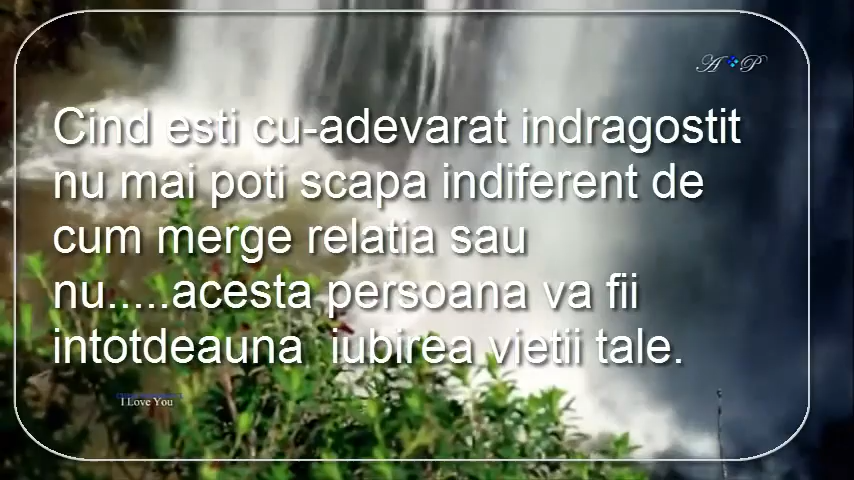 A P
Cind esti cu-adevarat indragostit
nu mai poti scapa indiferent de
cum merge relatia sau
nu.....acesta persoana va fii
intotdeauna  iubirea vietii tale.
I Love You